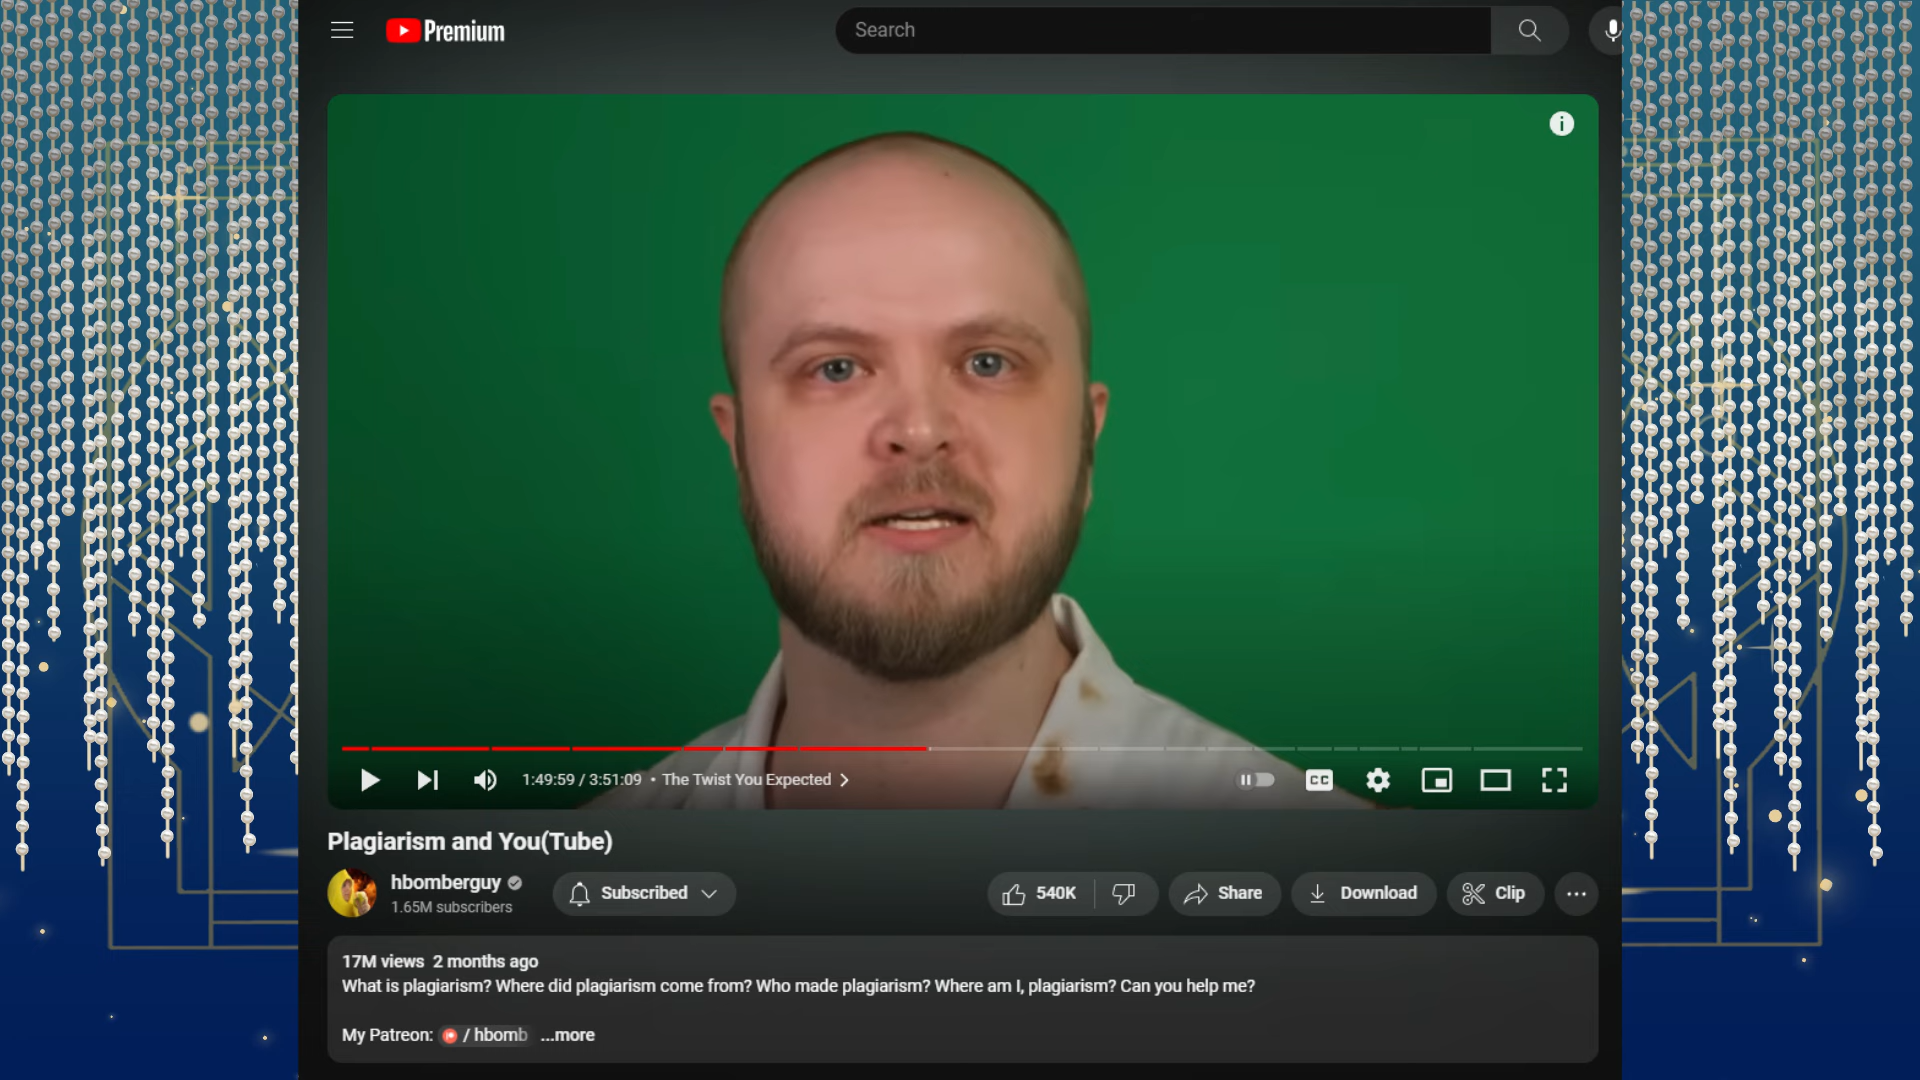 Premium
Search
1:49:59 / 3:51:09 • The Twist You Expected
CC
Plagiarism and You(Tube)
hbomberguy
1.65M subscribers
Subscribed
540K
Share
Download
Clip
17M views 2 months ago
What is plagiarism? Where did plagiarism come from? Who made plagiarism? Where am I, plagiarism? Can you help me?
My Patreon: / hbomb ...more